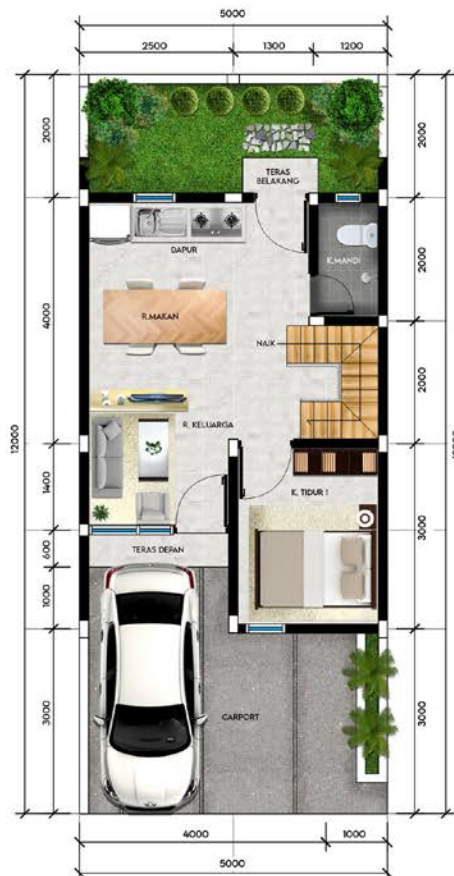 5000
2500
1300
1200
2000
2000
TERAS
BELAKANG
DAPUR
K.MANDI
2000
4000
R.MAKAN
NAIK
2000
12000
R. KELUARGA
1400
K. TIDUR 1
3000
600
TERAS DEPAN
1000
3000
CARPORT
3000
4000
1000
5000